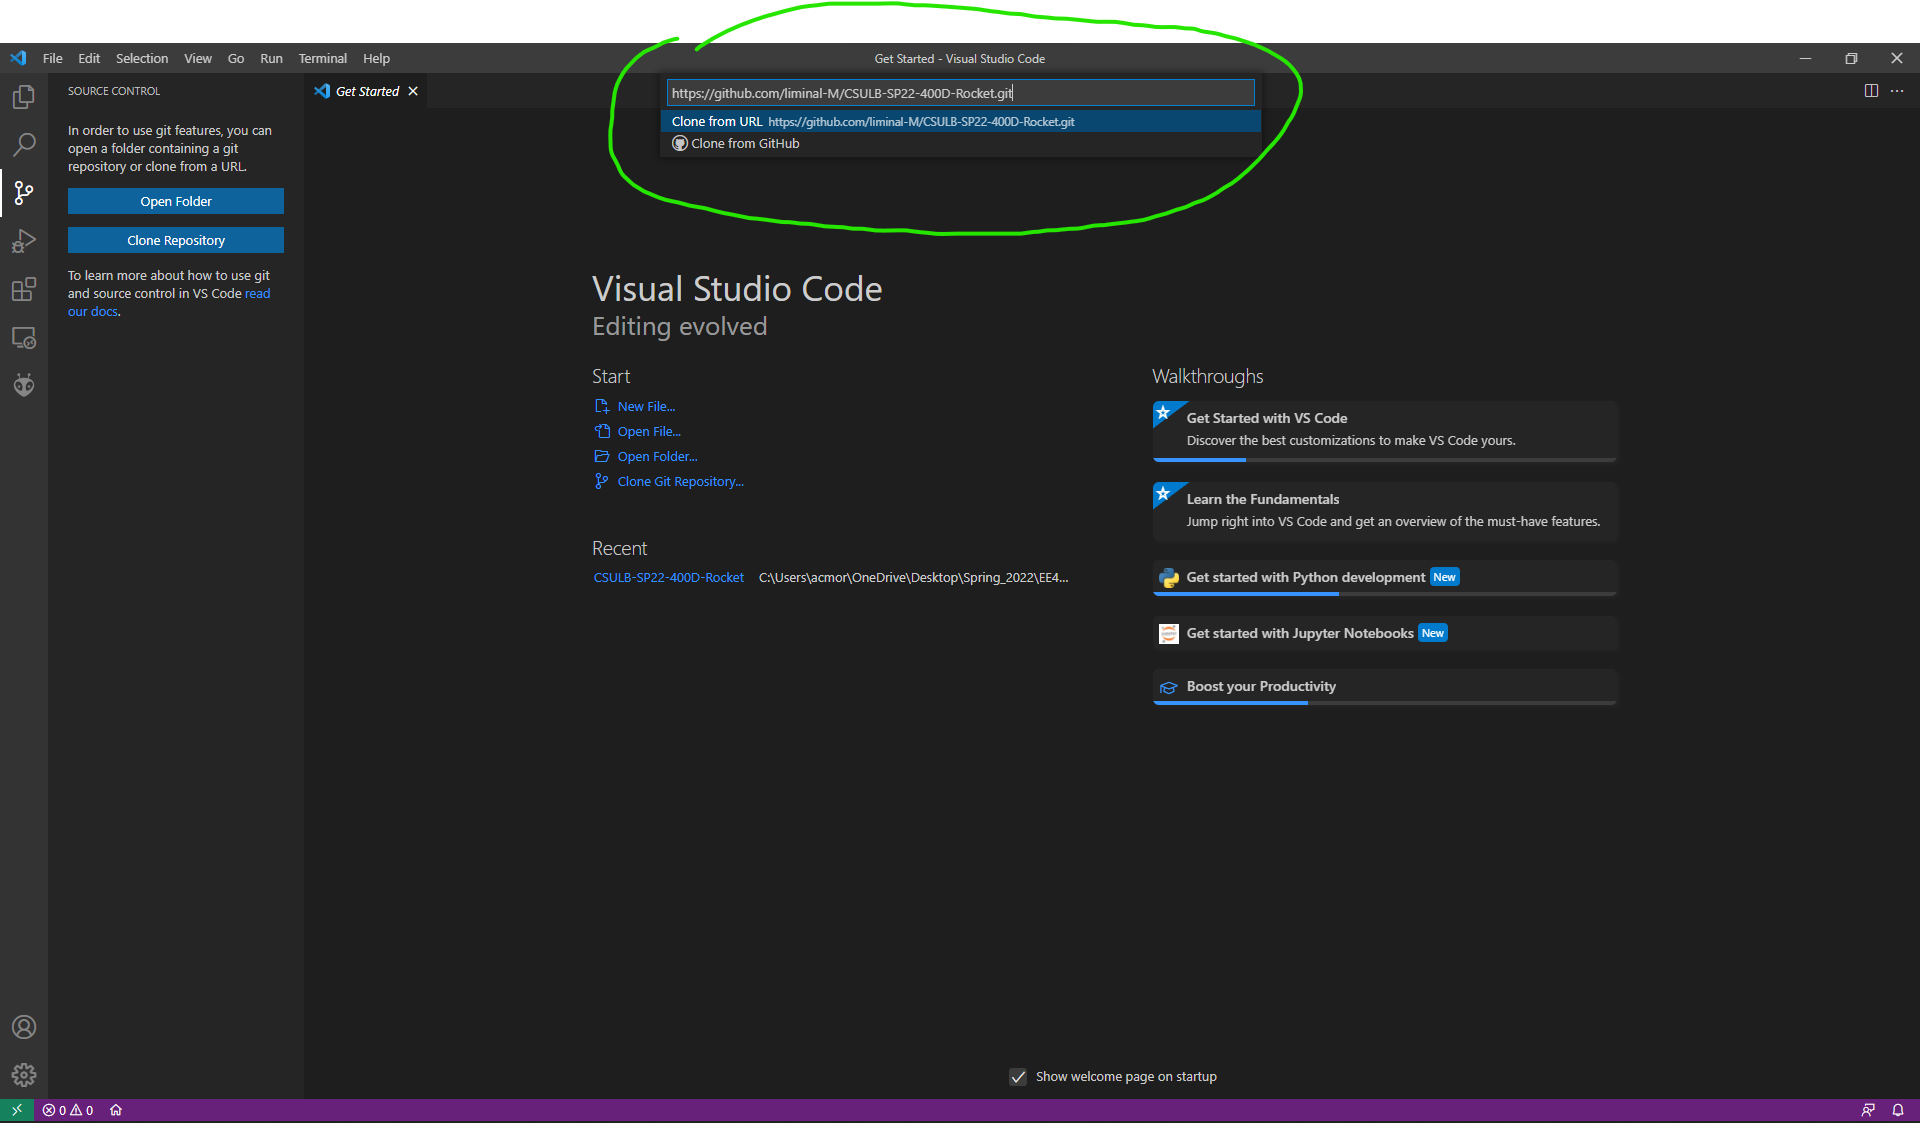 File Edit Selection View Go Run Terminal Help
Get Started - Visual Studio Code
SOURCE CONTROL
Get Started
https://github.com/liminal-M/CSULB-SP22-400D-Rocket.git
Clone from URL https://github.com/liminal-M/CSULB-SP22-400D-Rocket.git
Clone from GitHub
In order to use git features, you can
open a folder containing a git
repository or clone from a URL.
Open Folder
Clone Repository
To learn more about how to use git
and source control in VS Code read
our docs.
Visual Studio Code
Editing evolved
Start
New File...
Open File...
Open Folder...
Clone Git Repository...
Recent
CSULB-SP22-400D-Rocket C:\Users\acmor\OneDrive\Desktop\Spring_2022\EE4...
Walkthroughs
Get Started with VS Code
Discover the best customizations to make VS Code yours.
Learn the Fundamentals
Jump right into VS Code and get an overview of the must-have features.
Get started with Python development New
Get started with Jupyter Notebooks New
Boost your Productivity
Show welcome page on startup
0 0